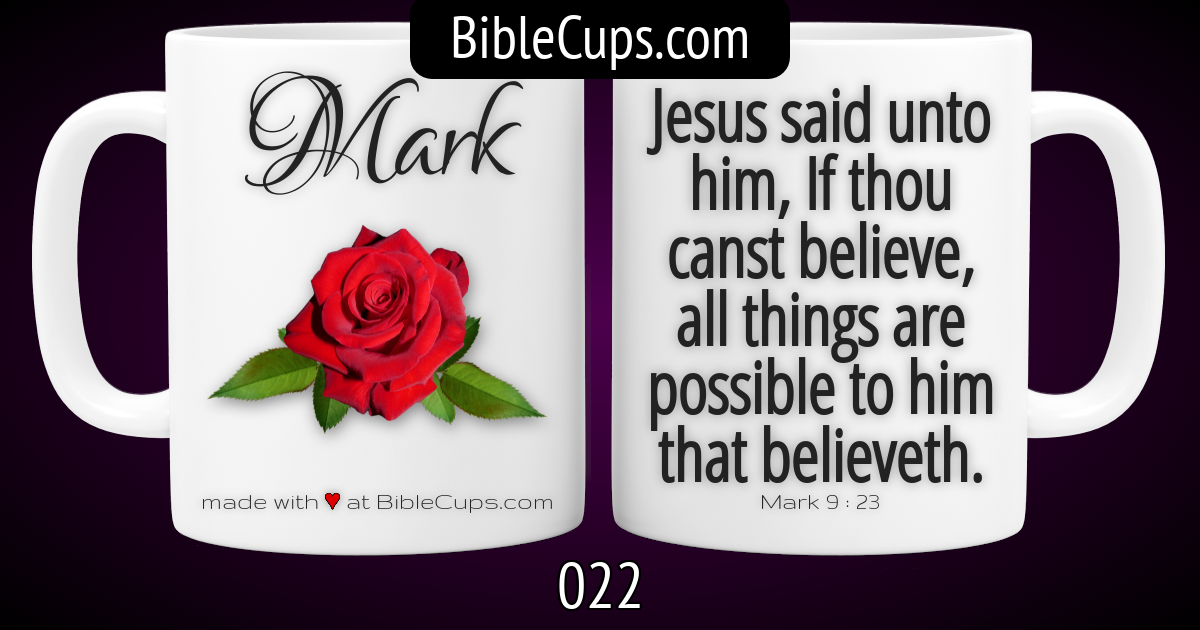 BibleCups.com
Mark
made with ❤ at BibleCups.com
Jesus said unto
him, If thou
canst believe,
all things are
possible to him
that believeth.
Mark 9 : 23
022